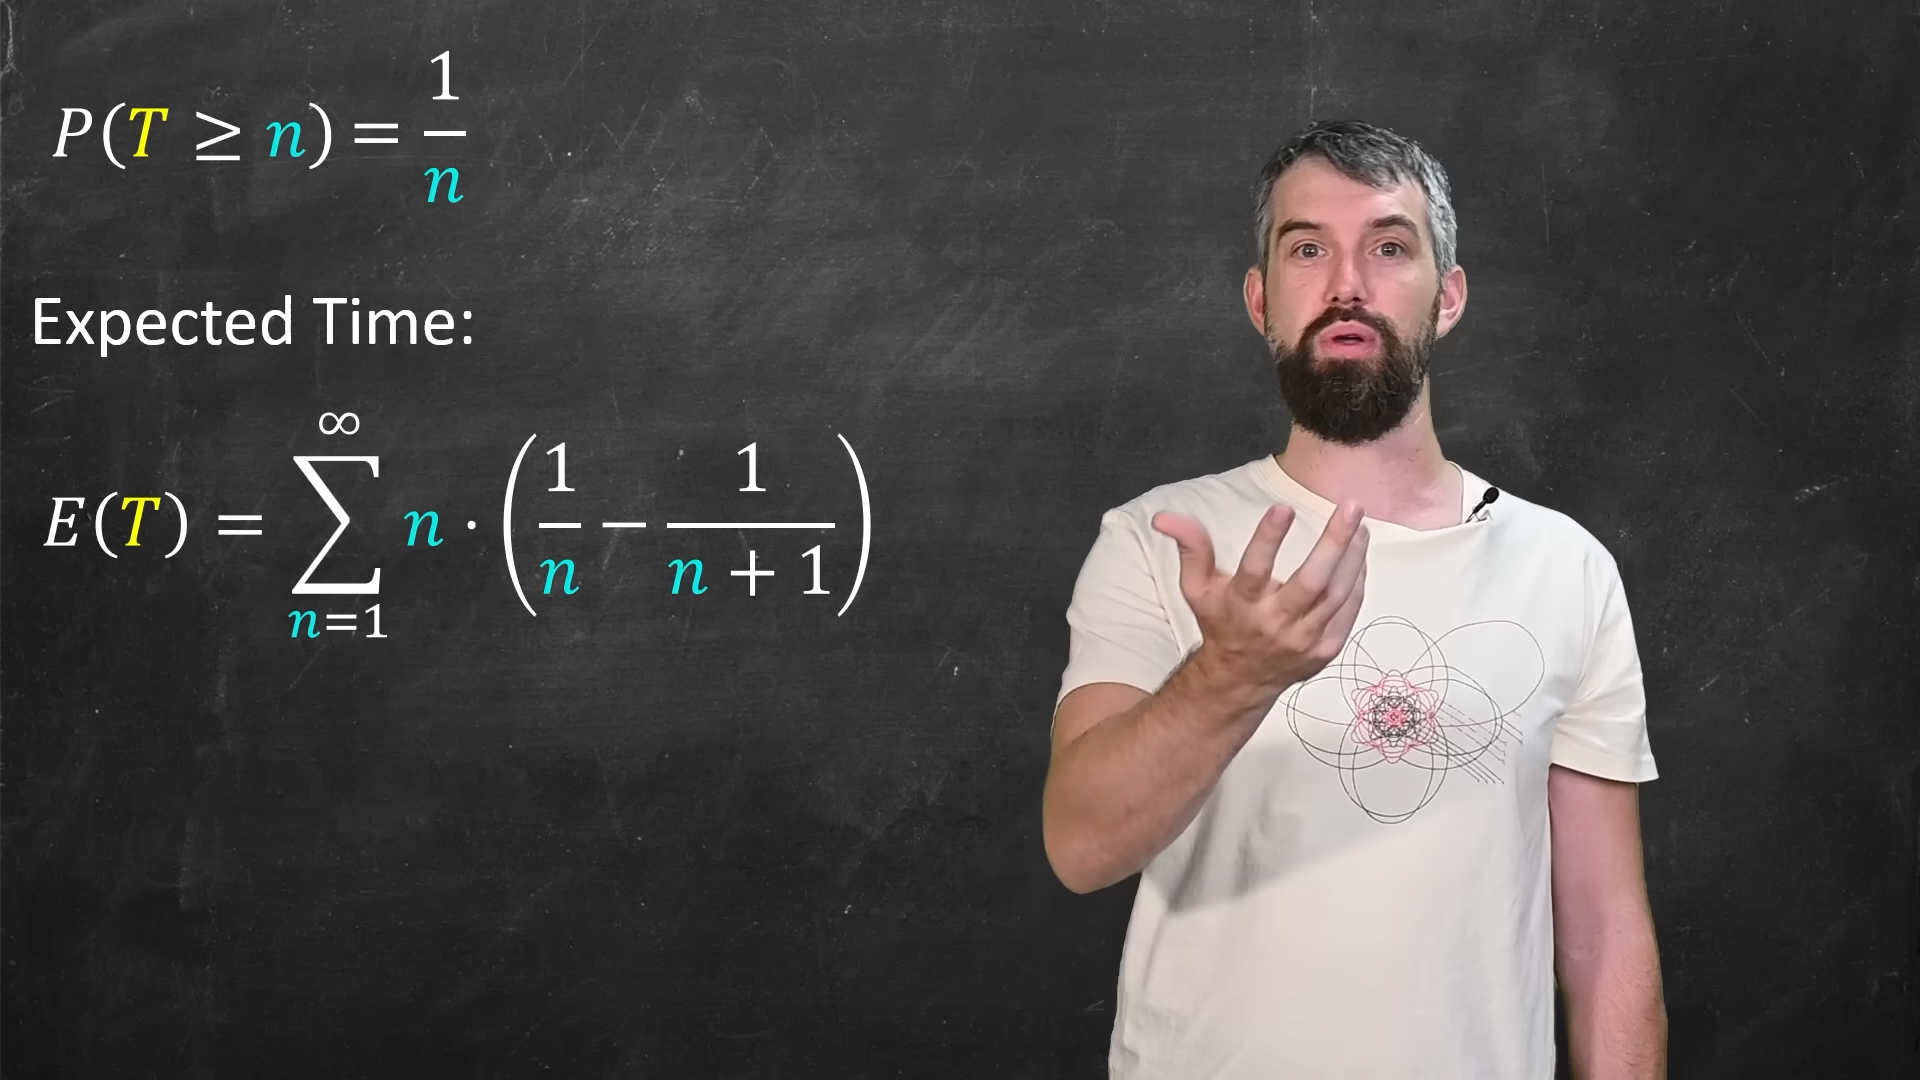 P(T ≥ n) = 1/n
Expected Time:
E(T) = ∑_{n=1}^{∞} n · (1/n − 1/(n + 1))